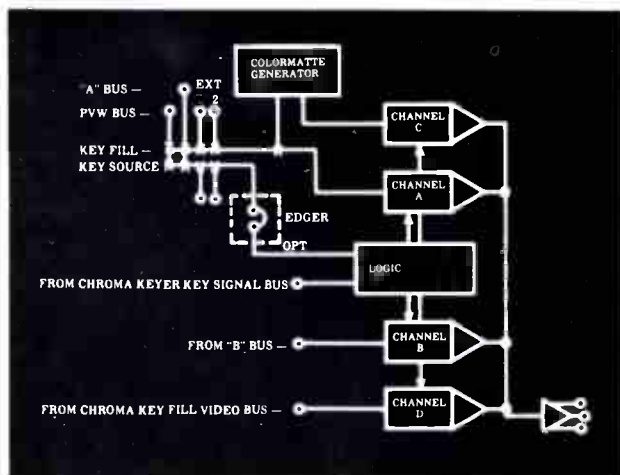 COLORMATTE
GENERATOR
A" BUS —
EXT
2
PVW BUS —
KEY FILL —
KEY SOURCE
CHANNEL
C
CHANNEL
A
EDGER
OPT
LOGIC
FROM CHROMA KEYER KEY SIGNAL BUS
FROM "B" BUS —
CHANNEL
B
FROM CHROMA KEY FILL VIDEO BUS —
CHANNEL
D